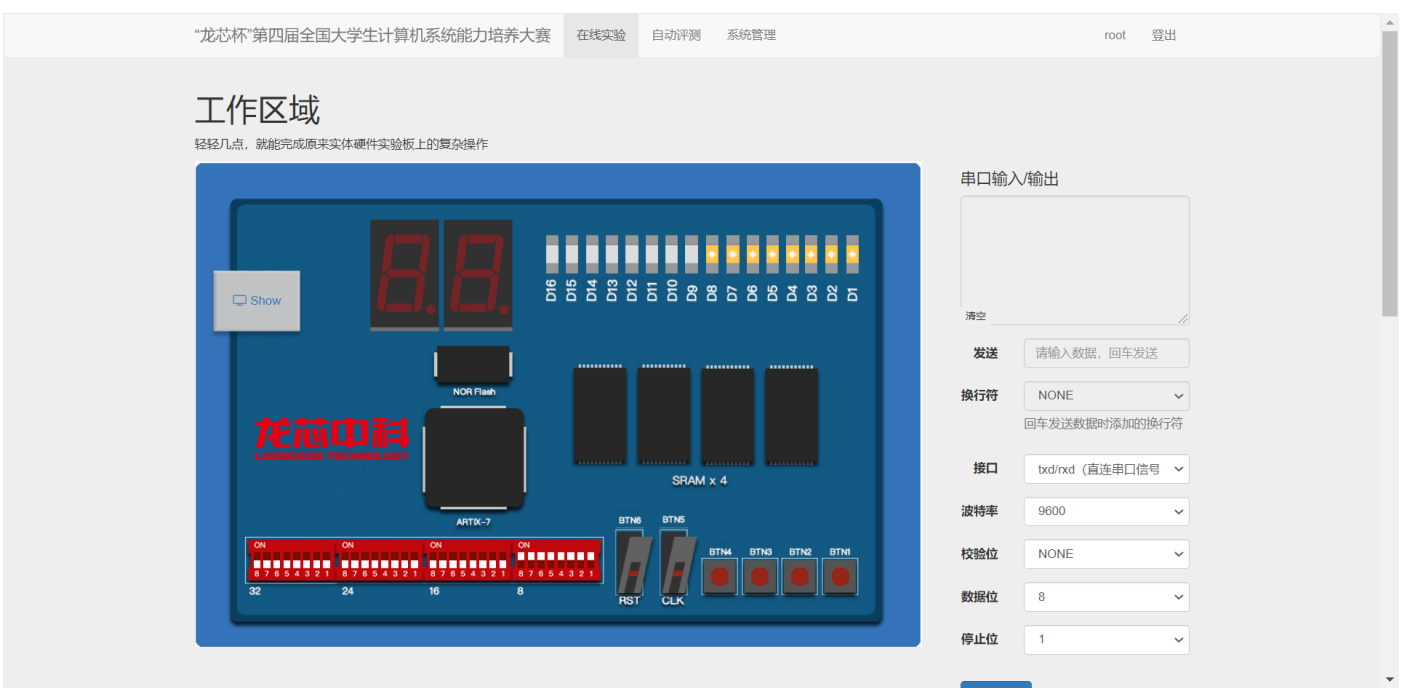 “龙芯杯”第四届全国大学生计算机系统能力培养大赛 在线实验 自动评测 系统管理 root 登出
工作区域
轻轻几点，就能完成原来实体硬件实验板上的复杂操作
Show
D16 D15 D14 D13 D12 D11 D10 D9 D8 D7 D6 D5 D4 D3 D2 D1
NOR Flash
龙芯中科
LOONGSON TECHNOLOGY
ARTIX-7
SRAM x 4
ON ON ON ON
8 7 6 5 4 3 2 1 8 7 6 5 4 3 2 1 8 7 6 5 4 3 2 1 8 7 6 5 4 3 2 1
32 24 16 8
BTN6 BTN5
RST CLK
BTN4 BTN3 BTN2 BTN1
串口输入/输出
清空
发送 请输入数据，回车发送
换行符 NONE
回车发送数据时添加的换行符
接口 txd/rxd（直连串口信号
波特率 9600
校验位 NONE
数据位 8
停止位 1